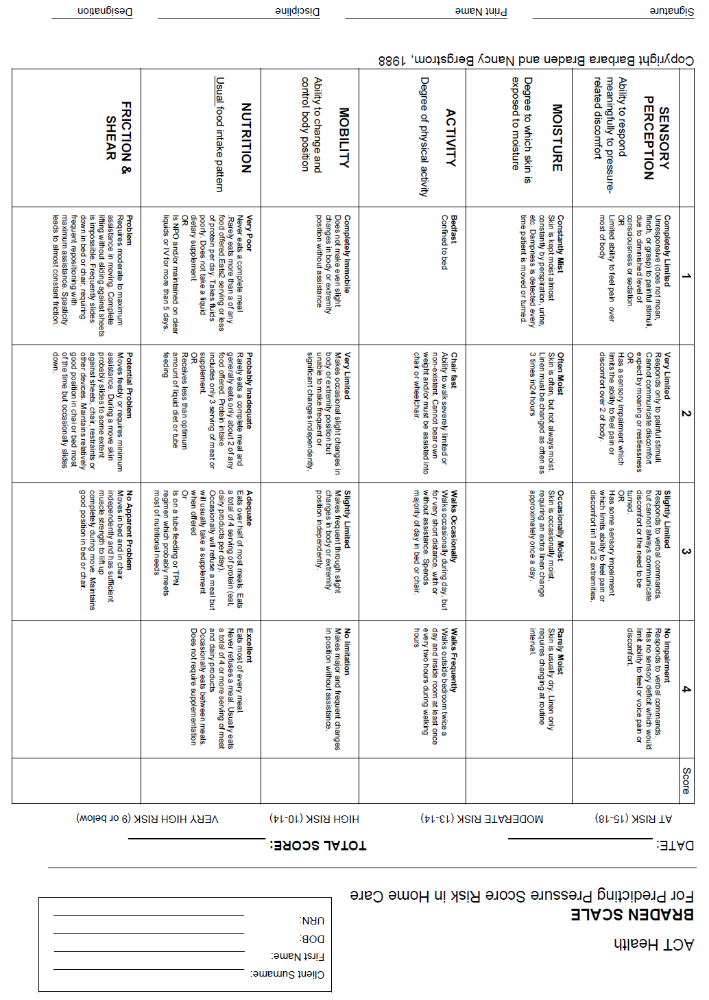 Client Surname:
First Name:
DOB:
URN:
ACT Health
BRADEN SCALE
For Predicting Pressure Score Risk in Home Care
DATE:
TOTAL SCORE:
AT RISK (15-18)
MODERATE RISK (13-14)
HIGH RISK (10-14)
VERY HIGH RISK (9 or below)
1
2
3
4
Score
SENSORY
PERCEPTION
Ability to respond
meaningfully to pressure-
related discomfort
Completely Limited
Unresponsive (does not moan,
flinch, or grasp) to painful stimuli,
due to diminished level of
consciousness or sedation.
OR
Limited ability to feel pain over
most of body
Very Limited
Responds only to painful stimuli.
Cannot communicate discomfort
expect by moaning or restlessness
OR
Has a sensory impairment which
limits the ability to feel pain or
discomfort over 2 of body.
Slightly Limited
Responds to verbal commands,
but cannot always communicate
discomfort or the need to be
turned.
OR
Has some sensory impairment
which limits ability to feel pain or
discomfort in1 and 2 extremities.
No Impairment
Responds to verbal commands.
Has no sensory deficit which would
limit ability to feel or voice pain or
discomfort.
MOISTURE
Degree to which skin is
exposed to moisture
Constantly Mist
Skin is kept moist almost
constantly by perspiration, urine,
etc. Dampness is detected every
time patient is moved or turned.
Often Moist
Skin is often, but not always moist.
Linen must be changed as often as
3 times in24 hours
Occasionally Moist
Skin is occasionally moist,
requiring an extra linen change
approximately once a day.
Rarely Moist
Skin is usually dry. Linen only
requires changing at routine
interval.
ACTIVITY
Degree of physical activity
Bedfast
Confined to bed
Chair fast
Ability to walk severely limited or
non-existent. Cannot bear own
weight and/or must be assisted into
chair or wheelchair.
Walks Occasionally
Walks occasionally during day, but
for very short distance, with or
without assistance. Spends
majority of day in bed or chair.
Walks Frequently
Walks outside bedroom twice a
day and inside room at least once
every two hours during walking
hours
MOBILITY
Ability to change and
control body position
Completely Immobile
Does not make even slight
changes in body or extremity
position without assistance
Very Limited
Makes occasional slight changes in
body or extremity position but
unable to make frequent or
significant changes independently.
Slightly Limited
Makes frequent through slight
changes in body or extremity
position independently.
No limitation
Makes major and frequent changes
in position without assistance.
NUTRITION
Usual food intake pattern
Very Poor
Never eats a complete meal
.Rarely eats more than a of any
food offered.Eats2 serving or less
of protein per day. Takes fluids
poorly. Does not take a liquid
dietary supplement
OR
Is NPO and/or maintained on clear
liquids or IV for more than 5 days.
Probably Inadequate
Rarely eats a complete meal and
generally eats only about 2 of any
food offered. Protein intake
includes only 3 serving of meat or
supplement.
OR
Receives less than optimum
amount of liquid diet or tube
feeding
Adequate
Eats over half of most meals. Eats
a total of 4 serving of protein (eat,
dairy products per day).
Occasionally will refuse a meal but
will usually take a supplement
when offered
Or
Is on a tube feeding or TPN
regimen which probably meets
most of nutritional needs
Excellent
Eats most of every meal.
Never refuses a meal. Usually eats
a total of 4 or more serving of meat
and dairy products
Occasionally eats between meals.
Does not require supplementation
FRICTION &
SHEAR
Problem
Requires moderate to maximum
assistance in moving. Complete
lifting without sliding against sheets
is impossible. Frequently slides
down in bed or chair, requiring
frequent repositioning with
maximum assistance. Spasticity
leads to almost constant friction.
Potential Problem
Moves feebly or requires minimum
assistance. During a move skin
probably slides to some extent
against sheets, chair, restraints or
other devices. Maintains relatively
good position in chai or bed most
of the time but occasionally slides
down.
No Apparent Problem
Moves in bed and in chair
independently and has sufficient
muscle strength to lift up
completely during move. Maintains
good position in bed or chair.
Copyright Barbara Braden and Nancy Bergstrom, 1988
Signature
Print Name
Discipline
Designation